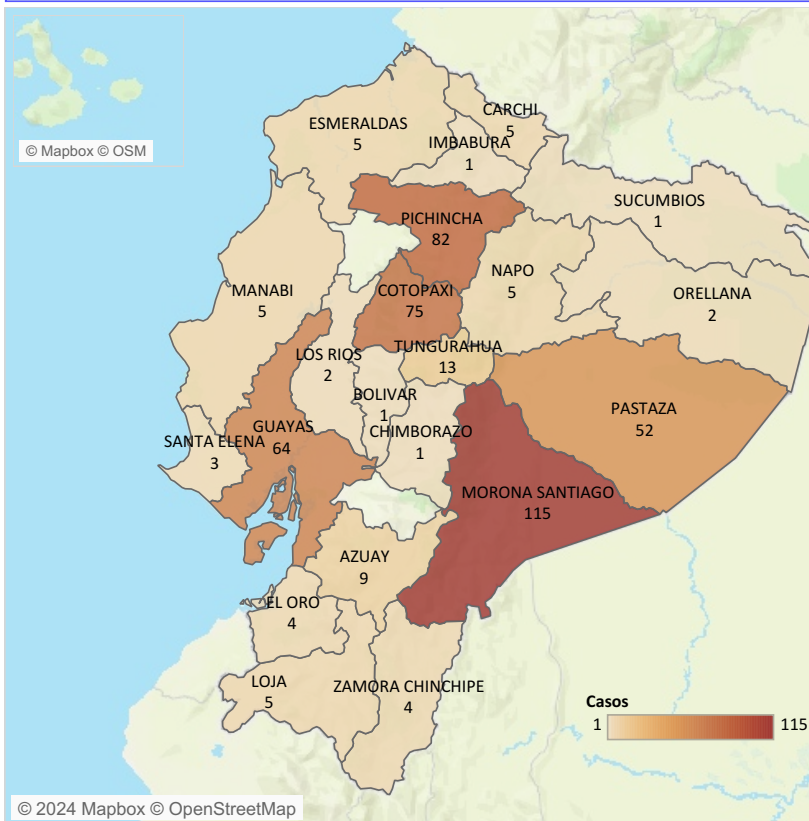 CARCHI
5
ESMERALDAS
5
IMBABURA
1
© Mapbox © OSM
SUCUMBIOS
1
PICHINCHA
82
NAPO
5
MANABI
5
COTOPAXI
75
ORELLANA
2
LOS RIOS
2
TUNGURAHUA
13
BOLIVAR
1
PASTAZA
52
GUAYAS
64
SANTA ELENA
3
CHIMBORAZO
1
MORONA SANTIAGO
115
AZUAY
9
EL ORO
4
LOJA
5
ZAMORA CHINCHIPE
4
Casos
1 115
© 2024 Mapbox © OpenStreetMap